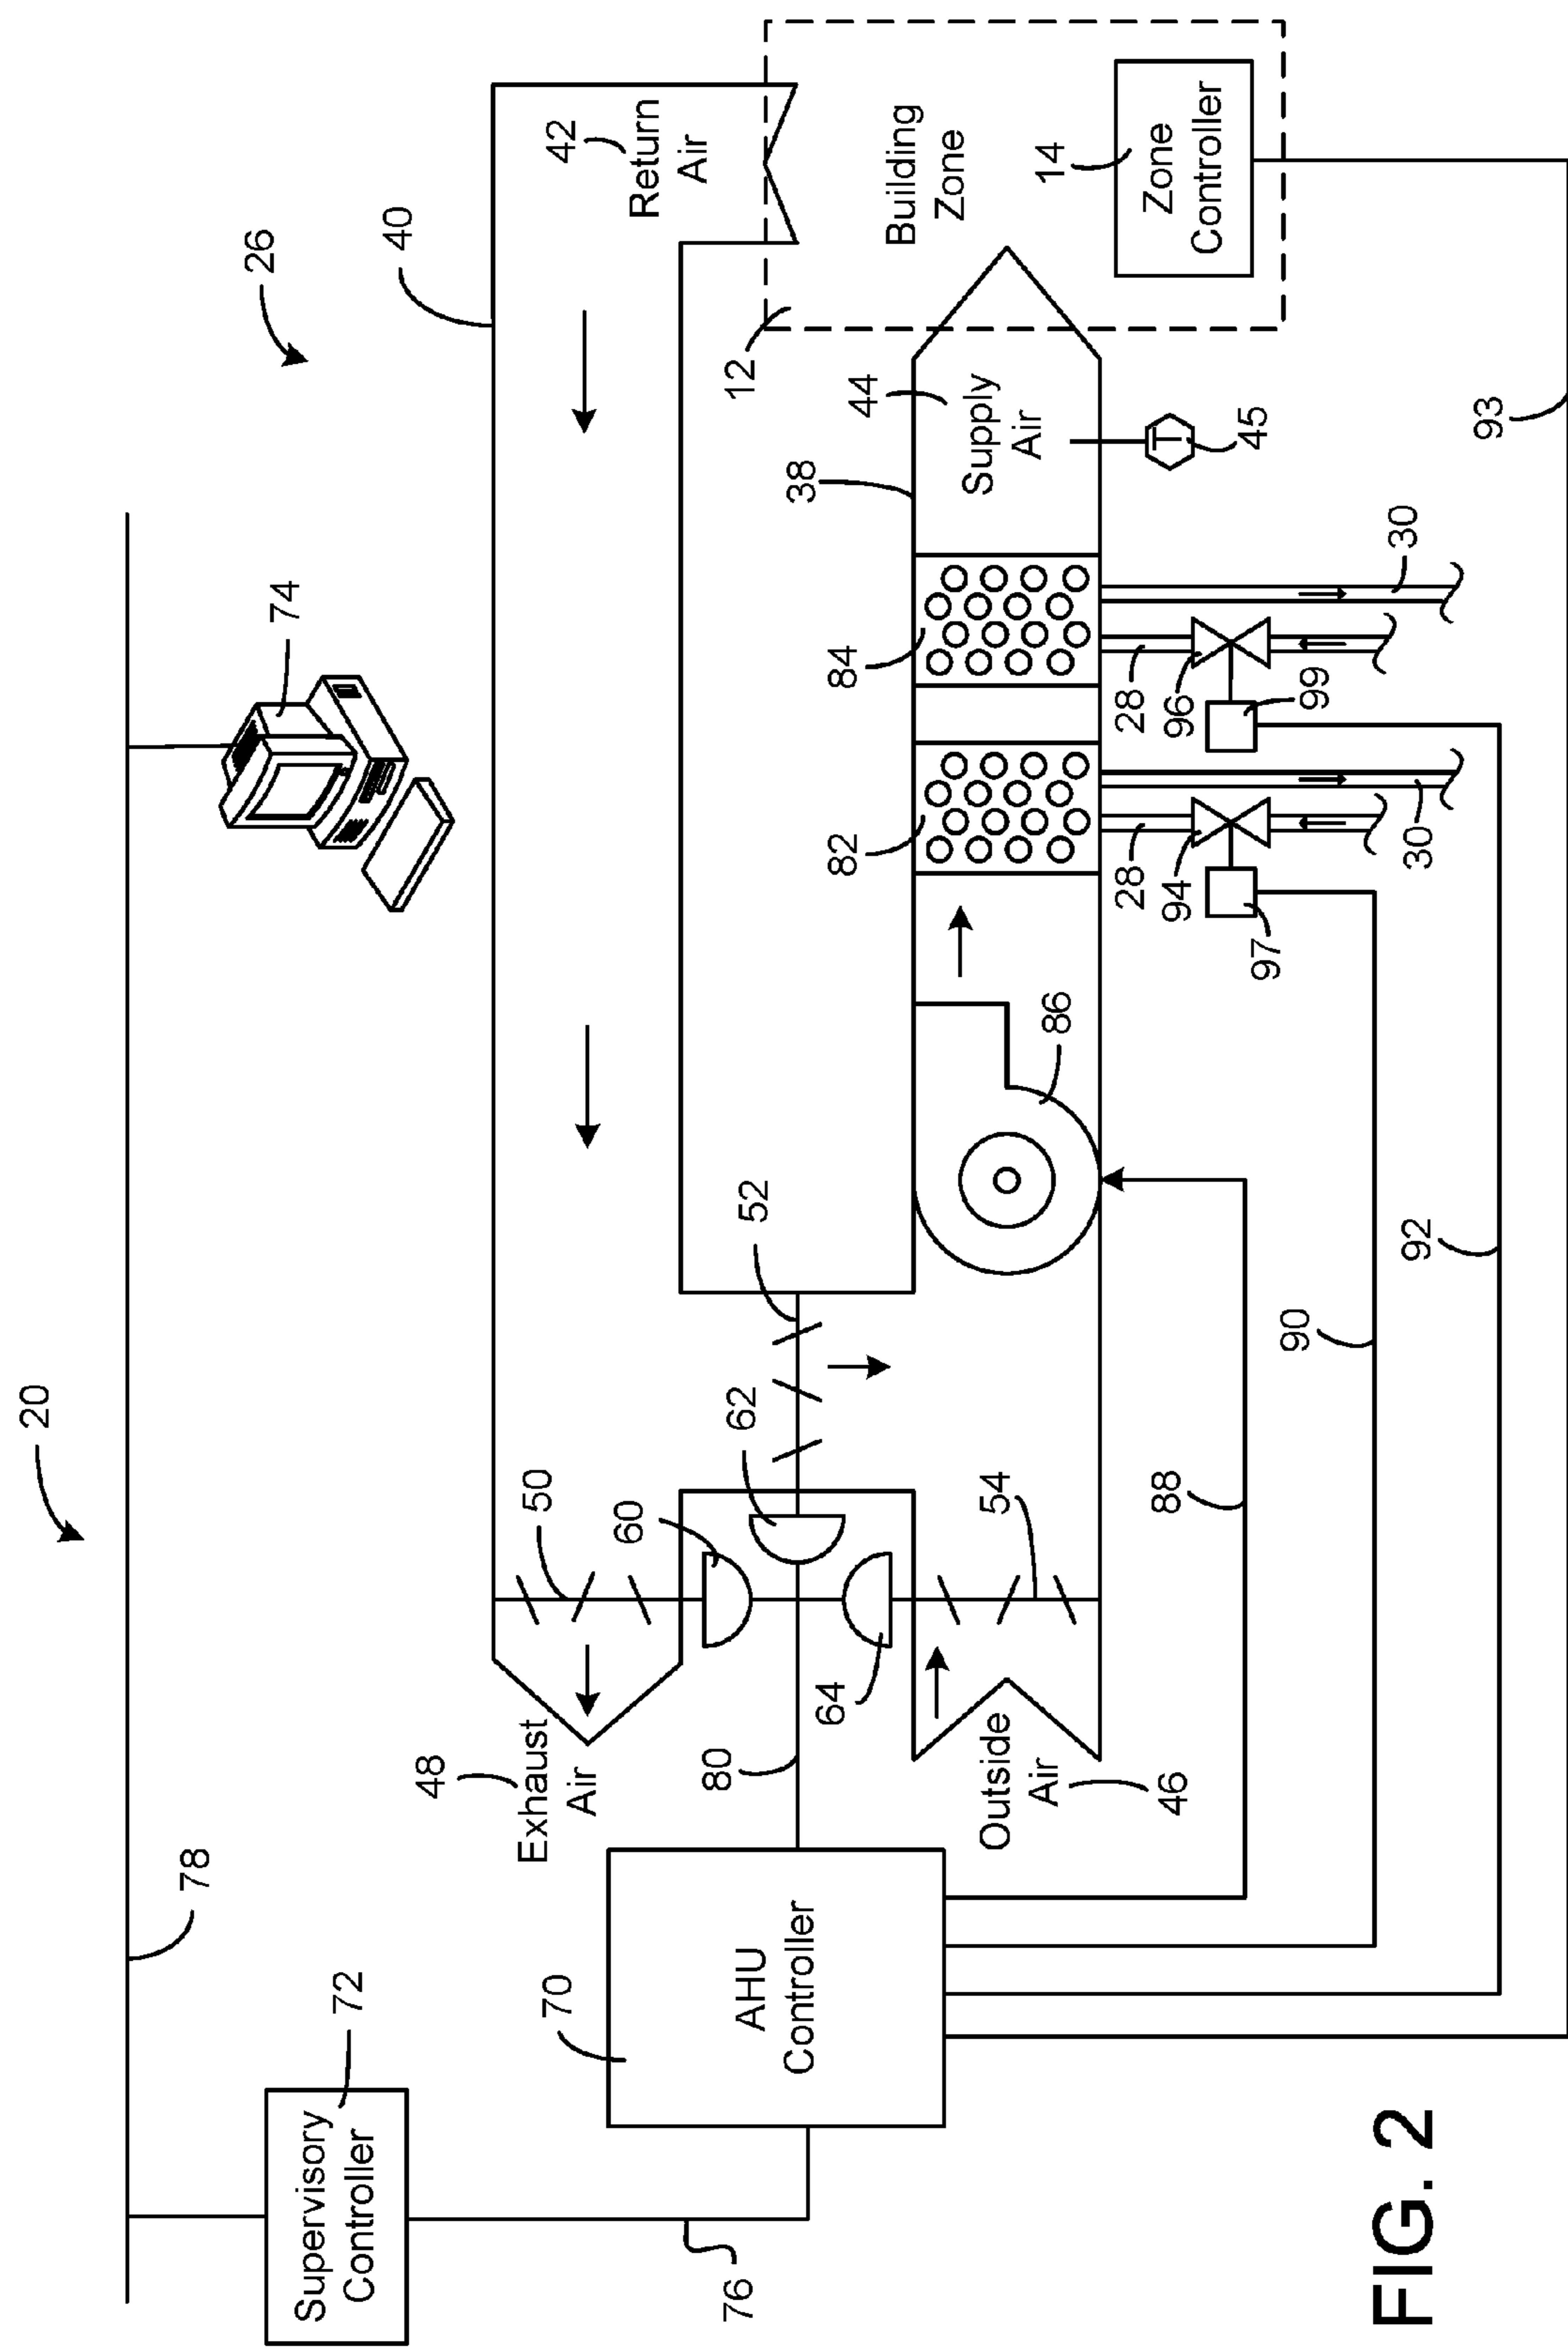 20
26
78
74
72
Supervisory
Controller
76
40
42
Return
Air
48
Exhaust
Air
50
60
62
52
12
Building
Zone
14
Zone
Controller
70
AHU
Controller
80
64
54
Outside
Air
46
86
82
84
38
44
Supply
Air
T
45
28
94
97
30
28
96
99
30
88
90
92
93
FIG. 2